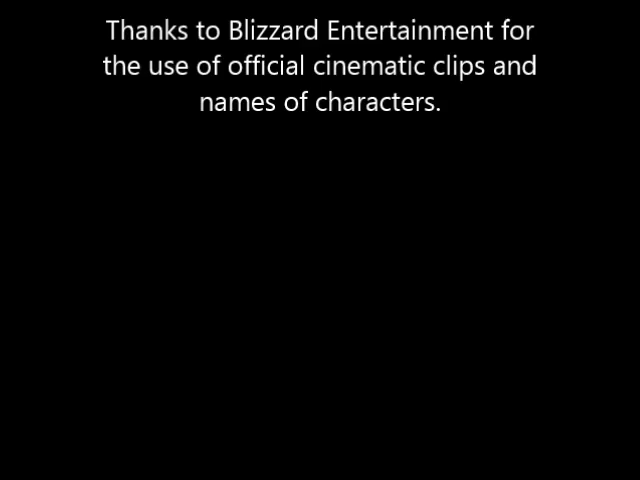 Thanks to Blizzard Entertainment for
the use of official cinematic clips and
names of characters.